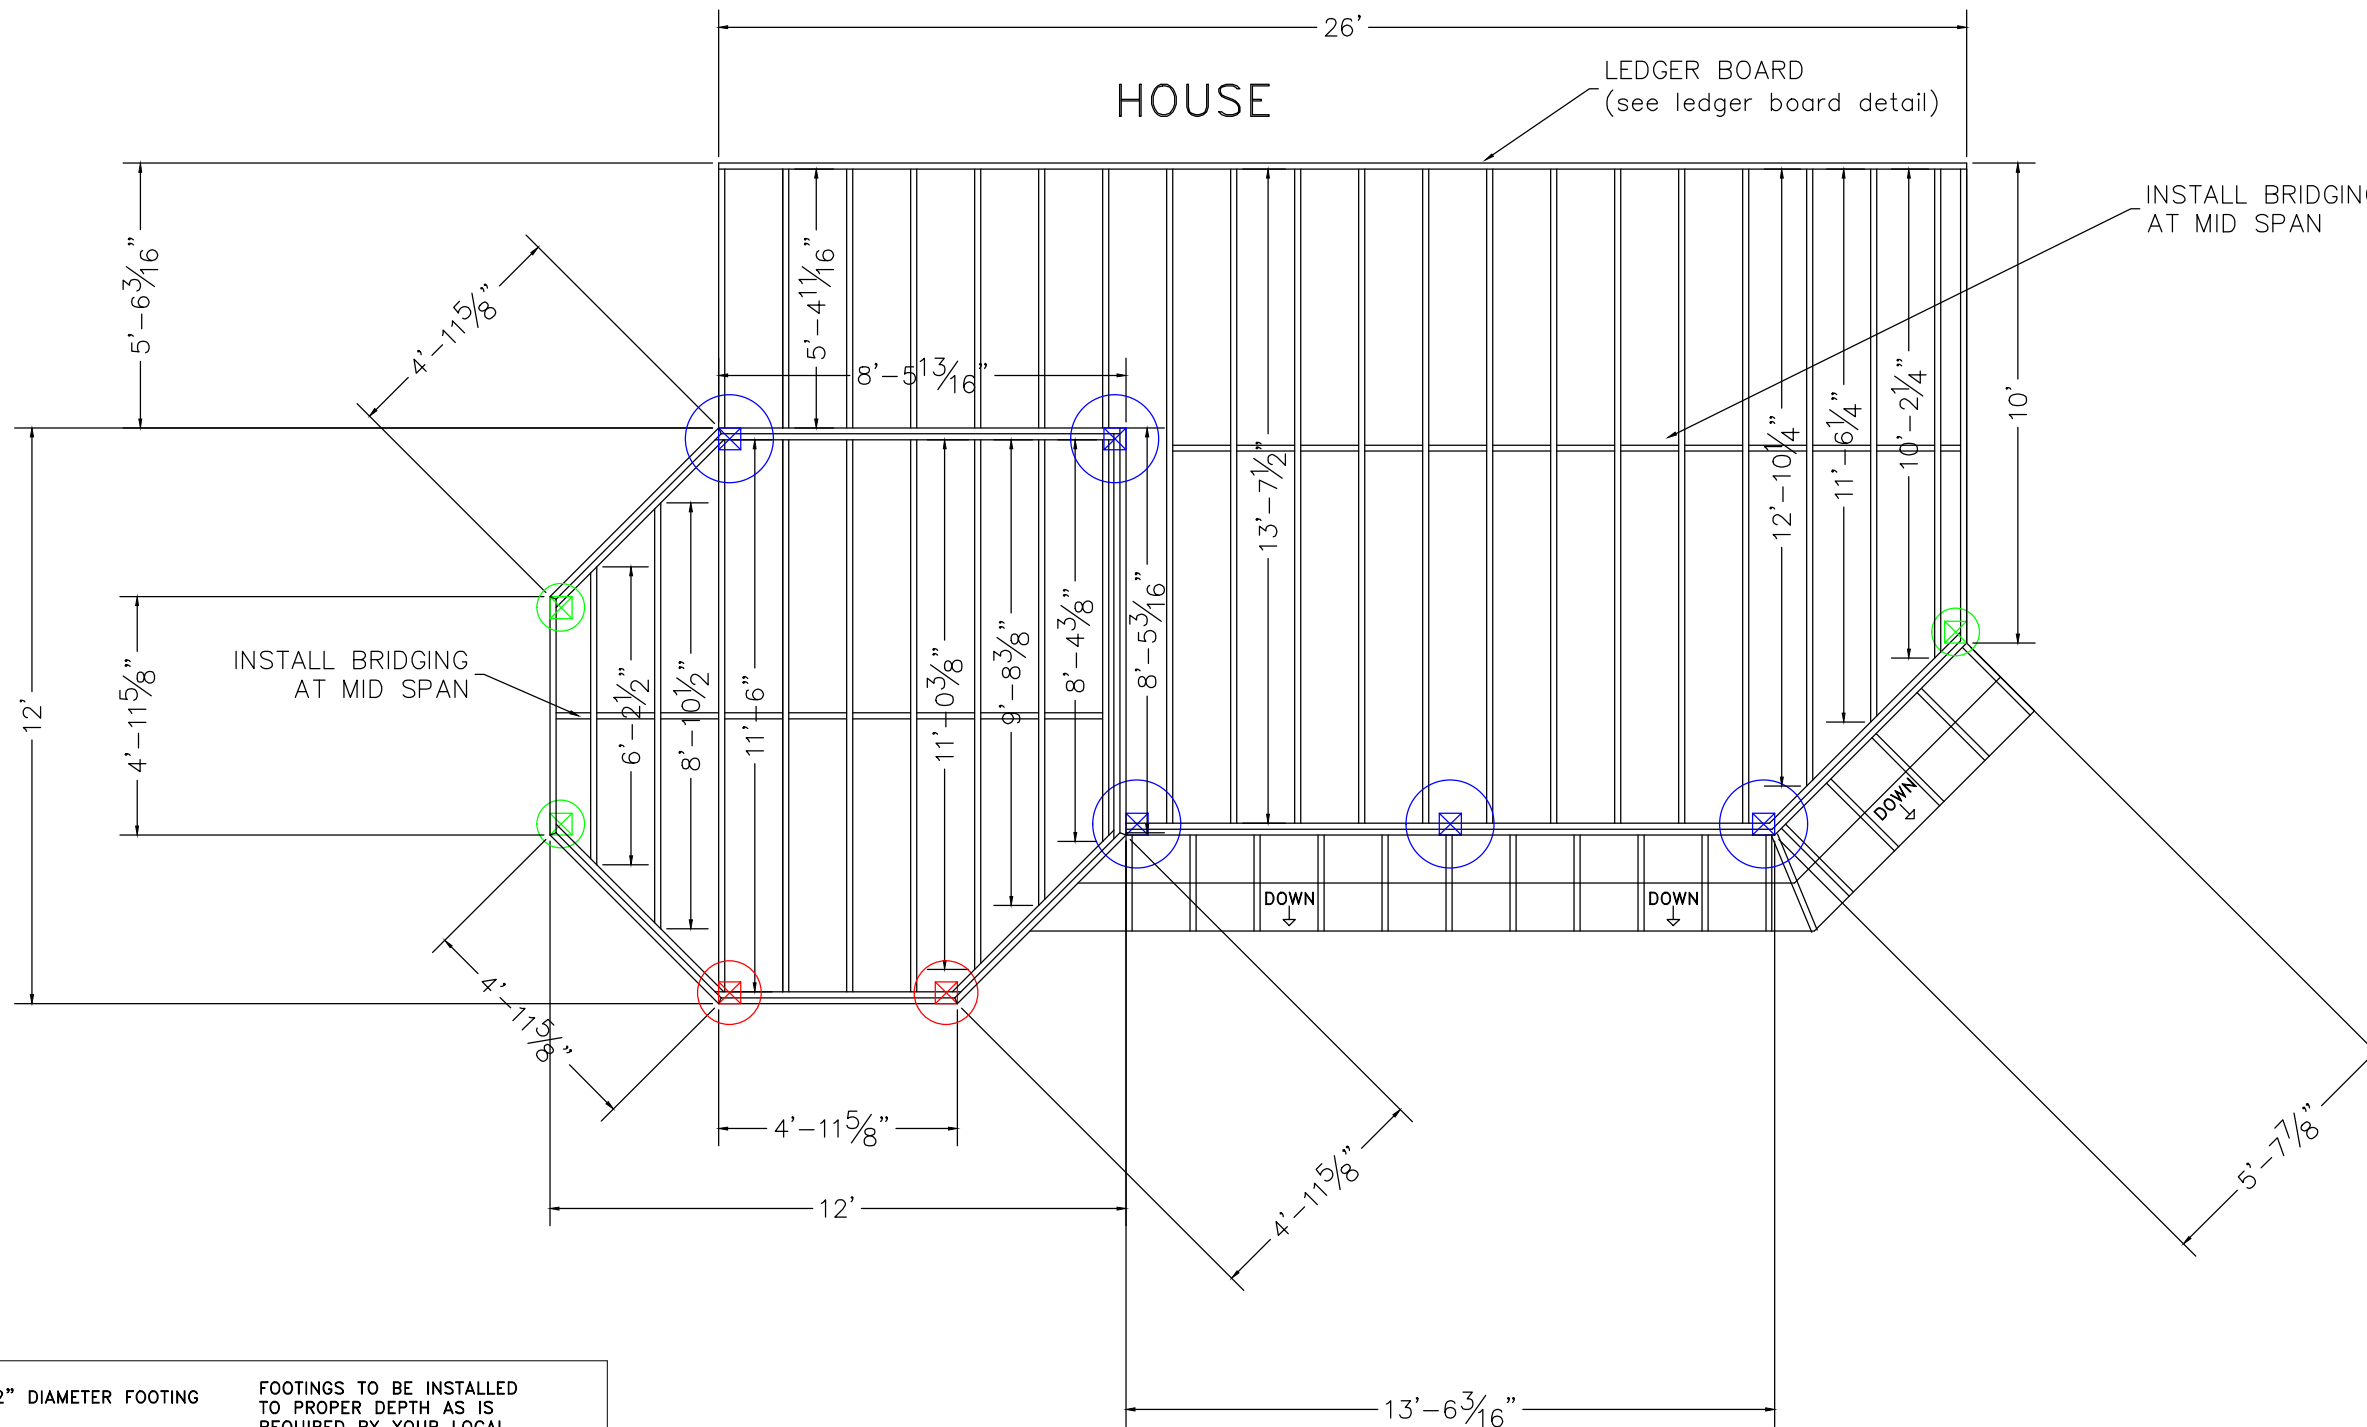 26'
HOUSE
LEDGER BOARD
(see ledger board detail)
INSTALL BRIDGING
AT MID SPAN
5'-6 3/16"
4'-11 5/8"
5'-4 11/16"
8'-5 13/16"
13'-7 1/2"
12'-10 1/4"
11'-6 1/4"
10'-2 1/4"
10'
12'
4'-11 5/8"
INSTALL BRIDGING
AT MID SPAN
6'-2 1/2"
8'-10 1/2"
11'-6"
11'-0 3/8"
9'-8 3/8"
8'-4 3/8"
8'-5 3/16"
DOWN
DOWN
DOWN
4'-11 5/8"
4'-11 5/8"
12'
4'-11 5/8"
5'-7 7/8"
13'-6 3/16"
2" DIAMETER FOOTING
FOOTINGS TO BE INSTALLED
TO PROPER DEPTH AS IS
REQUIRED BY YOUR LOCAL